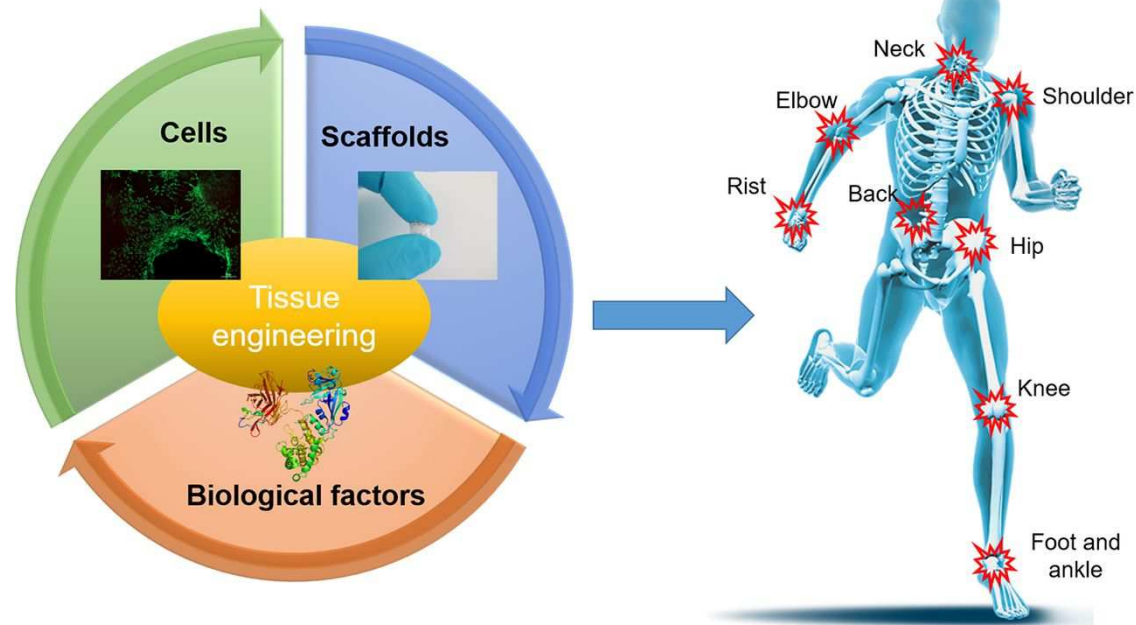 Cells
Scaffolds
Tissue
engineering
Biological factors
Neck
Elbow
Shoulder
Rist
Back
Hip
Knee
Foot and
ankle